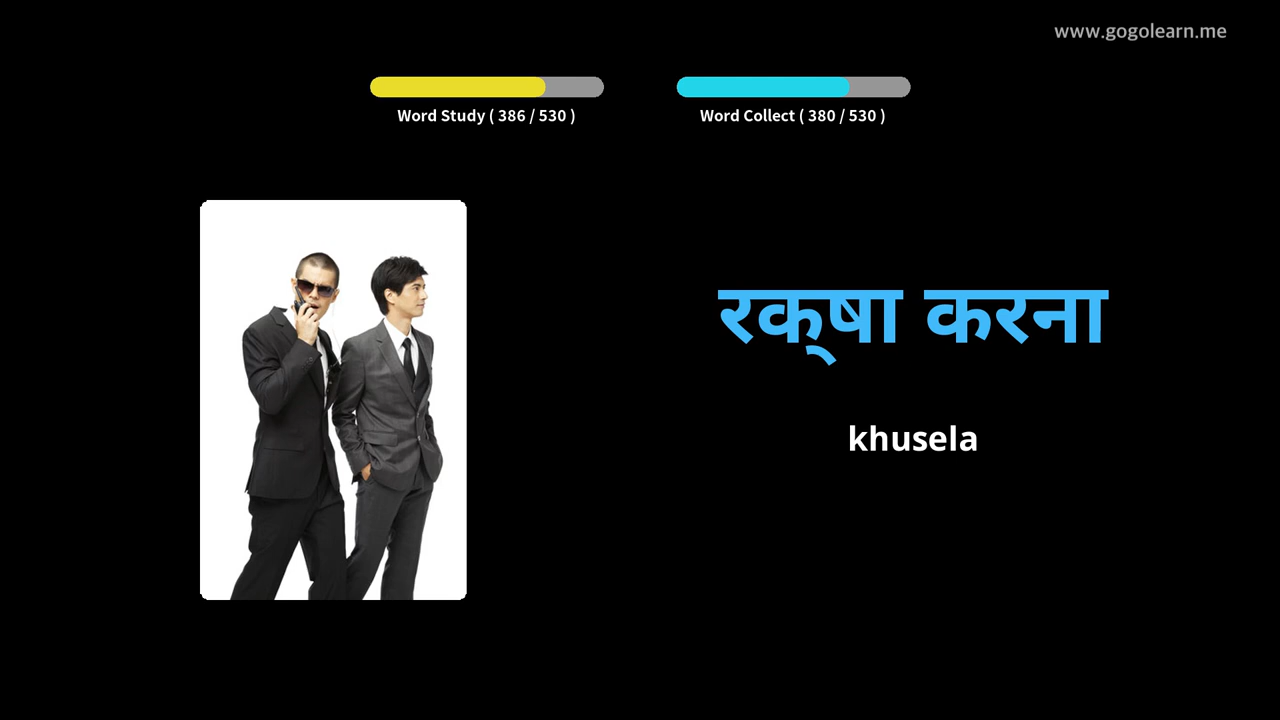 www.gogolearn.me
Word Study ( 386 / 530 )
Word Collect ( 380 / 530 )
रक्‌षा करना
khusela